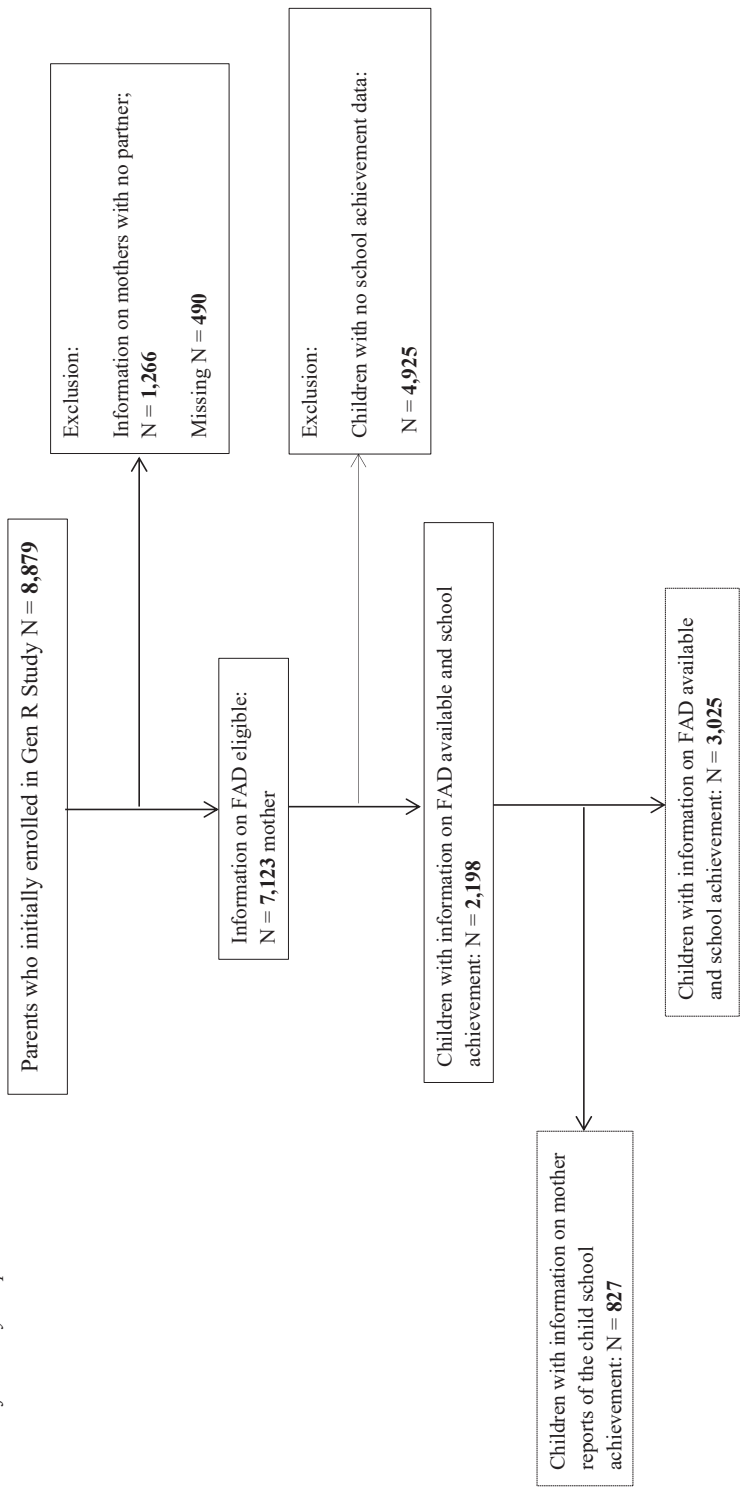 Parents who initially enrolled in Gen R Study N = 8,879
Exclusion:
Information on mothers with no partner;
N = 1,266
Missing N = 490
Information on FAD eligible:
N = 7,123 mother
Exclusion:
Children with no school achievement data:
N = 4,925
Children with information on FAD available and school
achievement: N = 2,198
Children with information on mother
reports of the child school
achievement: N = 827
Children with information on FAD available
and school achievement: N = 3,025